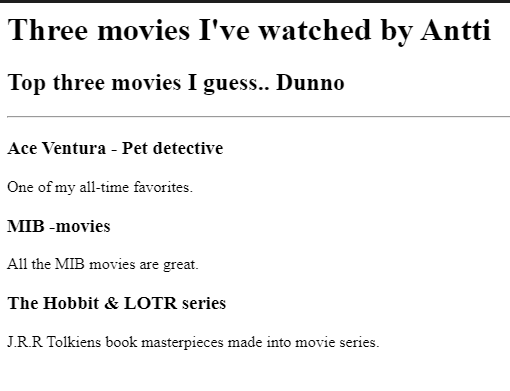 Three movies I've watched by Antti
Top three movies I guess.. Dunno
Ace Ventura - Pet detective
One of my all-time favorites.
MIB -movies
All the MIB movies are great.
The Hobbit & LOTR series
J.R.R Tolkiens book masterpieces made into movie series.